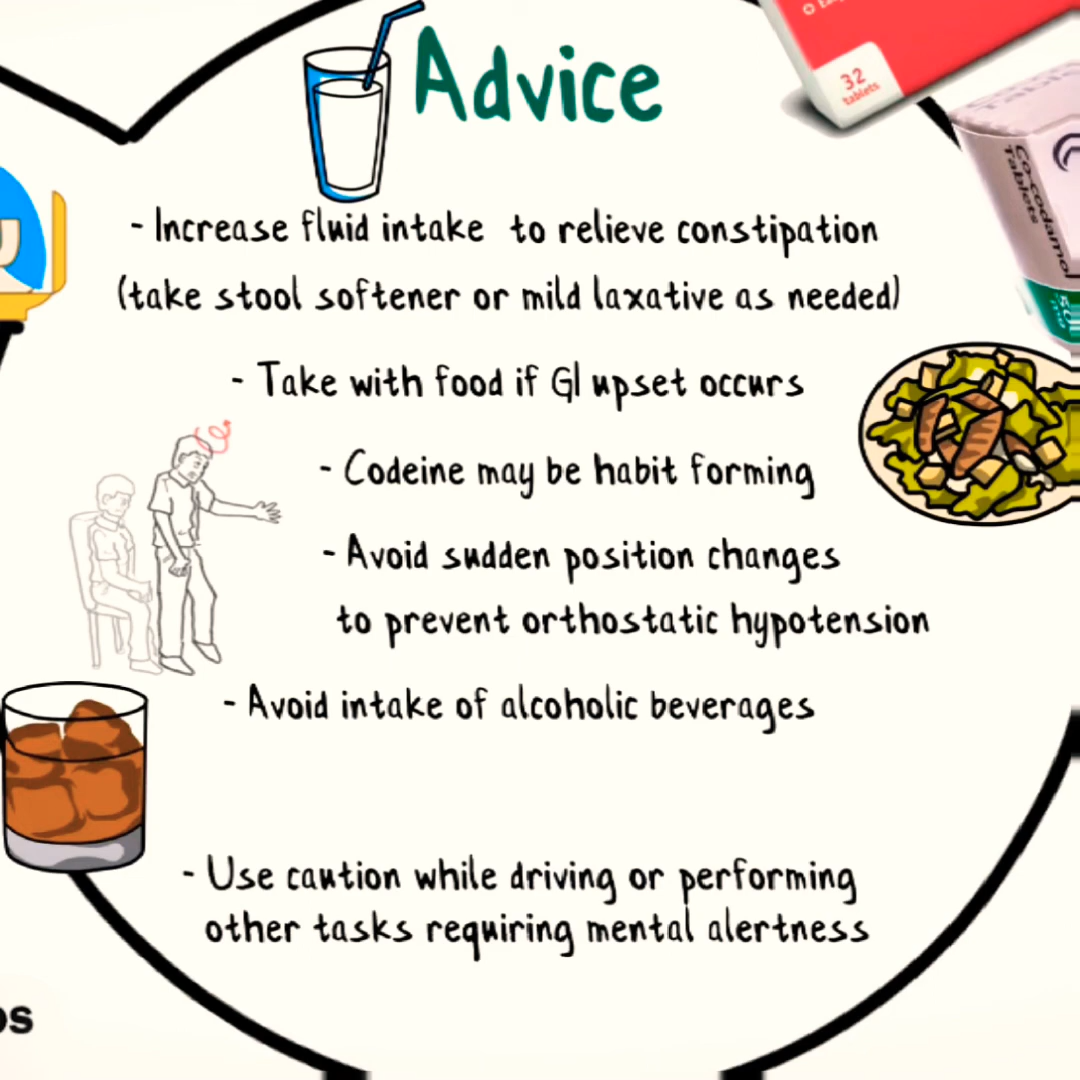 Advice
32
tablets
Co-codamol
Tablets
- Increase fluid intake to relieve constipation
(take stool softener or mild laxative as needed)
- Take with food if GI upset occurs
- Codeine may be habit forming
- Avoid sudden position changes
to prevent orthostatic hypotension
- Avoid intake of alcoholic beverages
- Use caution while driving or performing
other tasks requiring mental alertness